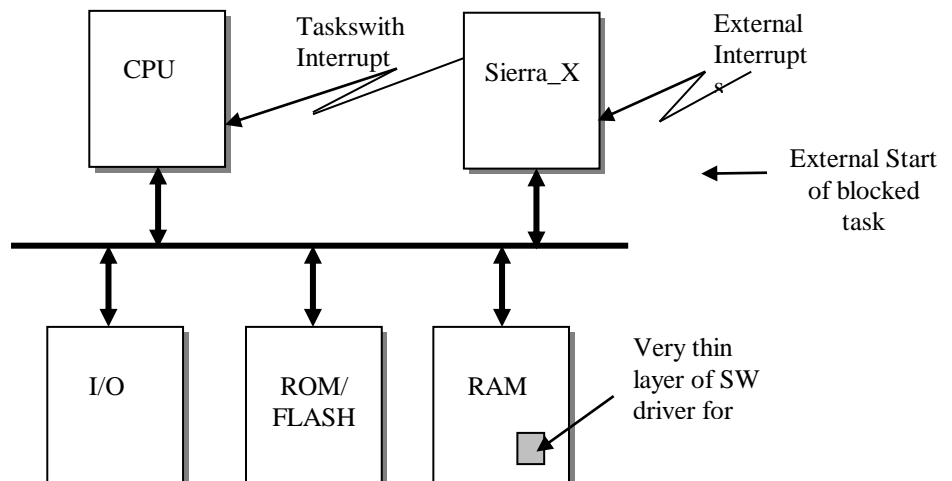 CPU
Taskswith
Interrupt
Sierra_X
External
Interrupt
s
External Start
of blocked
task
I/O
ROM/
FLASH
RAM
Very thin
layer of SW
driver for